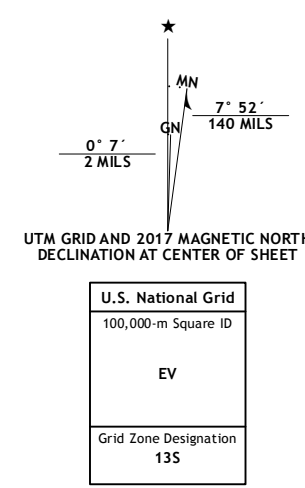 ★
MN
7° 52´
140 MILS
GN
0° 7´
2 MILS
UTM GRID AND 2017 MAGNETIC NORTH
DECLINATION AT CENTER OF SHEET
U.S. National Grid
100,000-m Square ID
EV
Grid Zone Designation
13S